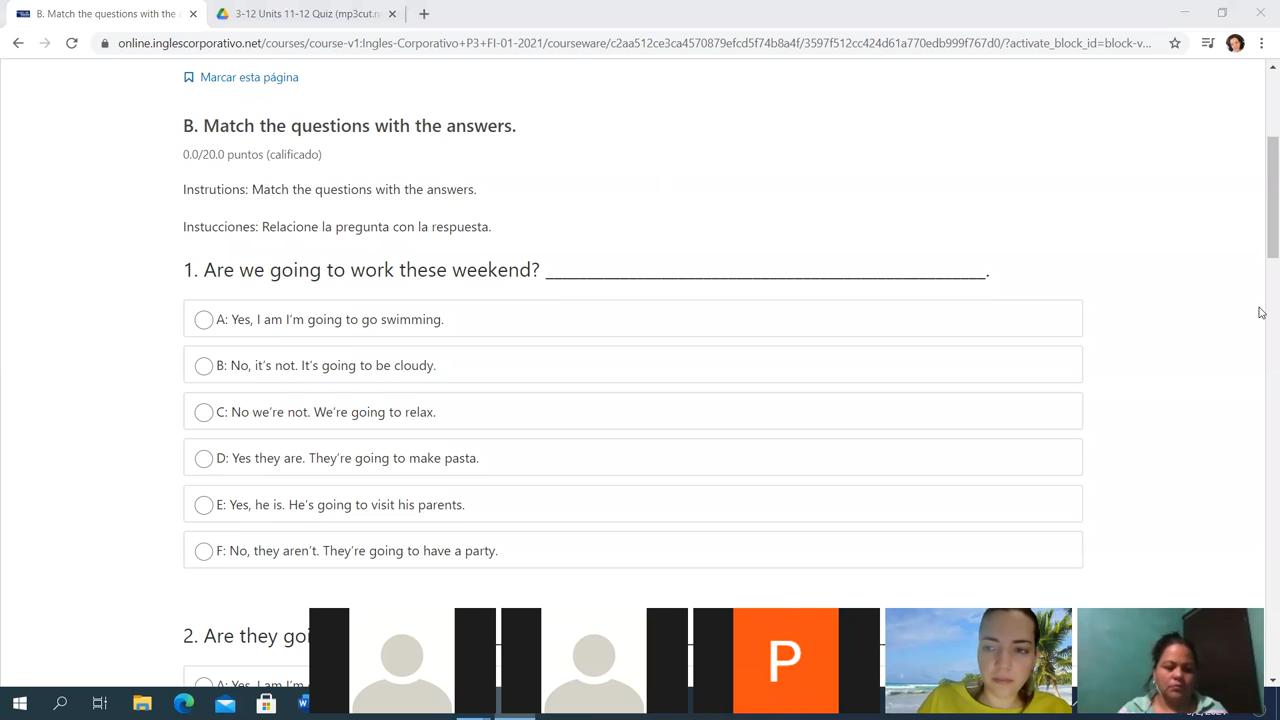 B. Match the questions with the
3-12 Units 11-12 Quiz (mp3cut.n
online.inglescorporativo.net/courses/course-v1:Ingles-Corporativo+P3+FI-01-2021/courseware/c2aa512ce3ca4570879efcd5f74b8a4f/3597f512cc424d61a770edb999f767d0/?activate_block_id=block-v...
Marcar esta página
B. Match the questions with the answers.
0.0/20.0 puntos (calificado)
Instrutions: Match the questions with the answers.
Instucciones: Relacione la pregunta con la respuesta.
1. Are we going to work these weekend? ________________________________________.
A: Yes, I am I'm going to go swimming.
B: No, it's not. It's going to be cloudy.
C: No we're not. We're going to relax.
D: Yes they are. They're going to make pasta.
E: Yes, he is. He's going to visit his parents.
F: No, they aren't. They're going to have a party.
2. Are they goi
A: Yes, I am I'm
P